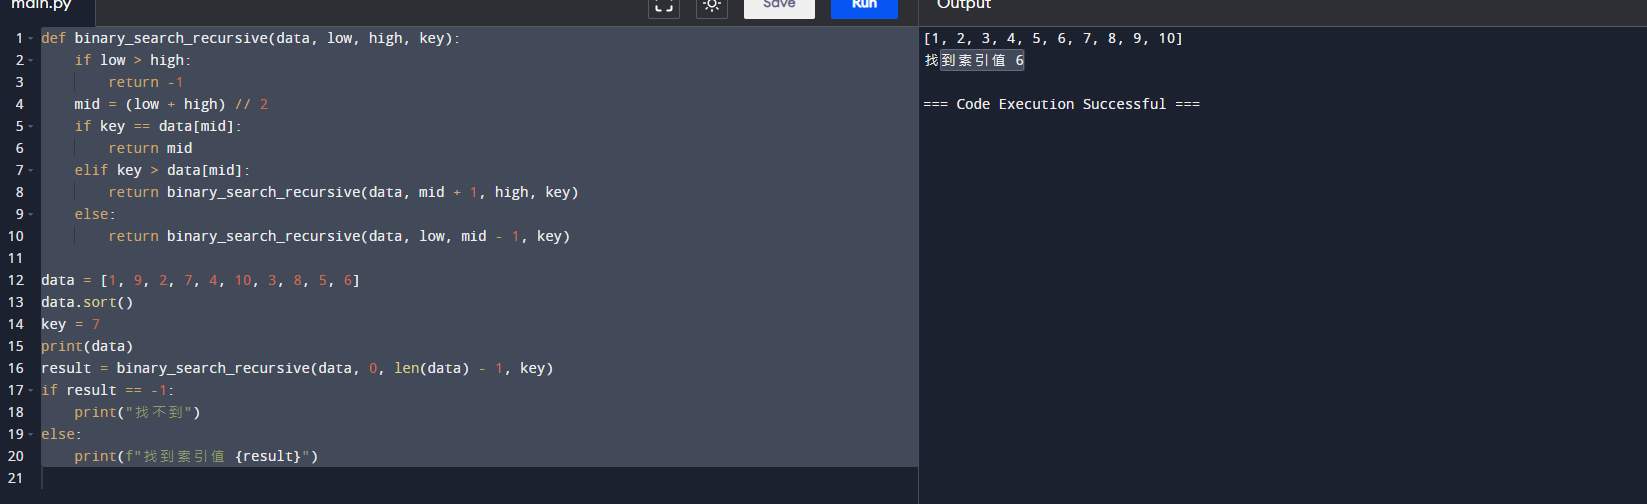 main.py
Save
Run
Output
1 def binary_search_recursive(data, low, high, key):
2     if low > high:
3         return -1
4     mid = (low + high) // 2
5     if key == data[mid]:
6         return mid
7     elif key > data[mid]:
8         return binary_search_recursive(data, mid + 1, high, key)
9     else:
10         return binary_search_recursive(data, low, mid - 1, key)
11
12 data = [1, 9, 2, 7, 4, 10, 3, 8, 5, 6]
13 data.sort()
14 key = 7
15 print(data)
16 result = binary_search_recursive(data, 0, len(data) - 1, key)
17 if result == -1:
18     print("找不到")
19 else:
20     print(f"找到索引值 {result}")
21
[1, 2, 3, 4, 5, 6, 7, 8, 9, 10]
找到索引值 6
=== Code Execution Successful ===